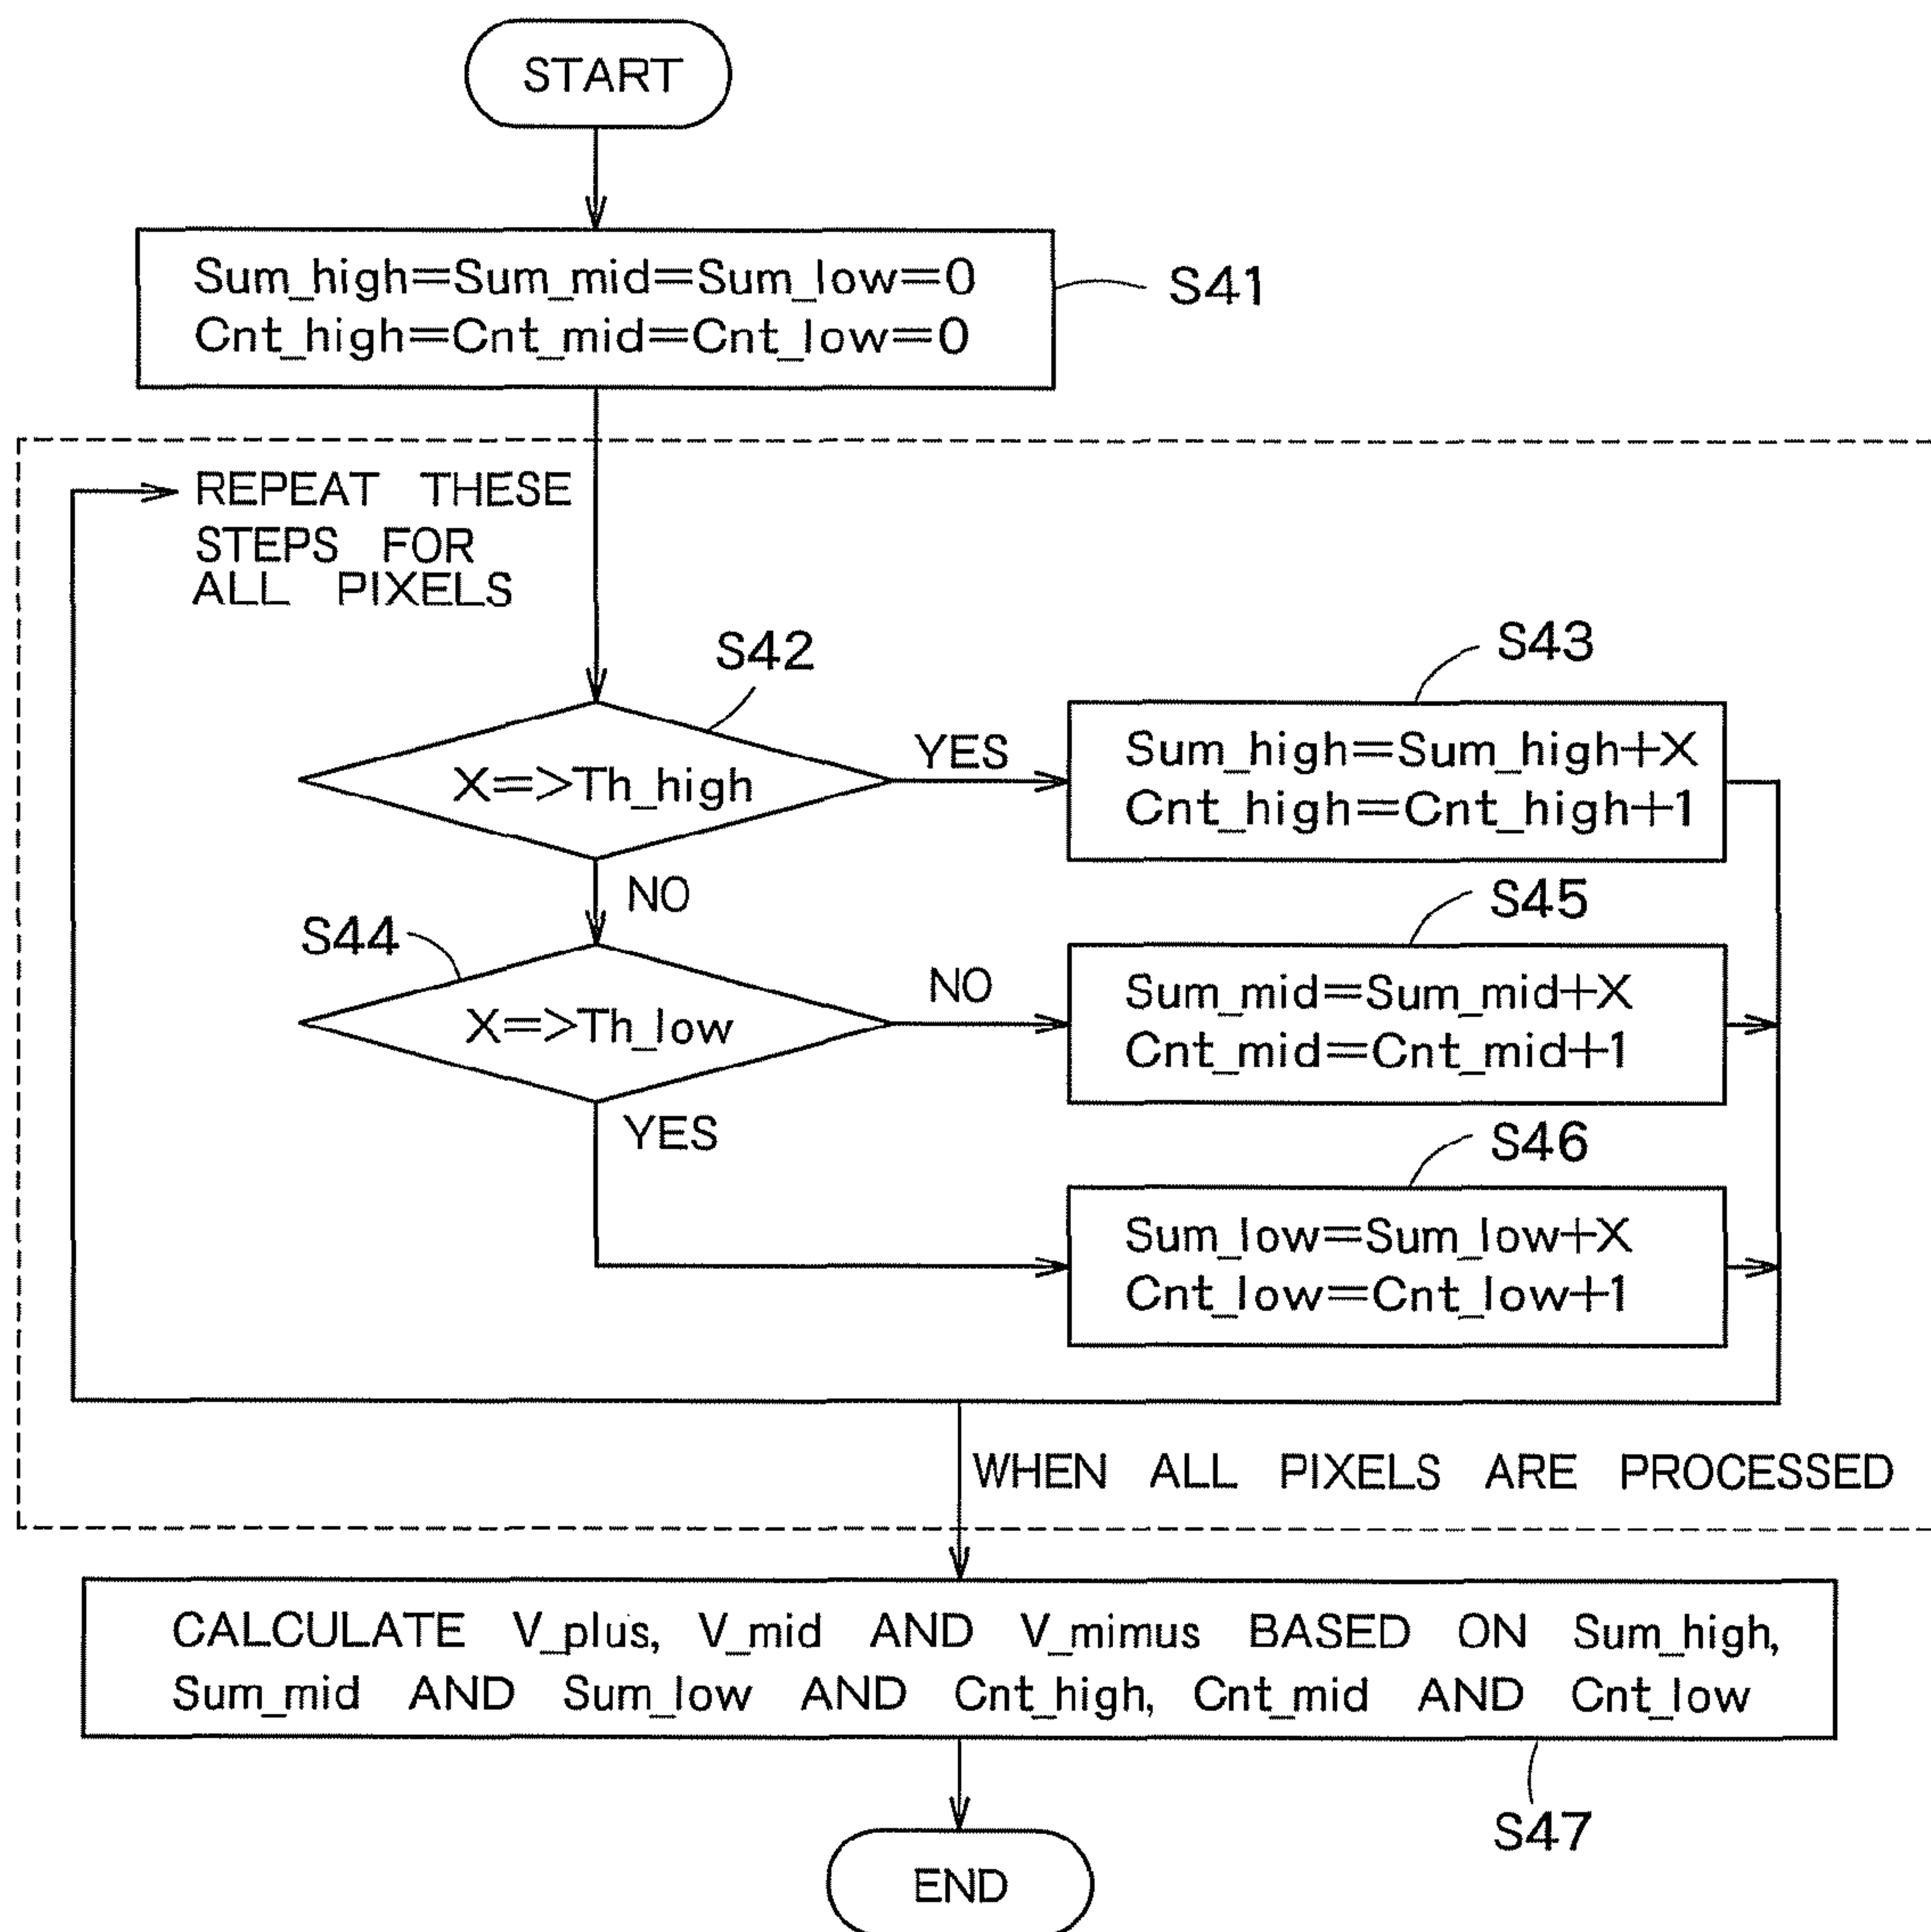 START
Sum_high=Sum_mid=Sum_low=0
Cnt_high=Cnt_mid=Cnt_low=0
S41
REPEAT THESE
STEPS FOR
ALL PIXELS
S42
X=>Th_high
YES
S43
Sum_high=Sum_high+X
Cnt_high=Cnt_high+1
NO
S44
X=>Th_low
NO
S45
Sum_mid=Sum_mid+X
Cnt_mid=Cnt_mid+1
YES
S46
Sum_low=Sum_low+X
Cnt_low=Cnt_low+1
WHEN ALL PIXELS ARE PROCESSED
CALCULATE V_plus, V_mid AND V_mimus BASED ON Sum_high,
Sum_mid AND Sum_low AND Cnt_high, Cnt_mid AND Cnt_low
S47
END